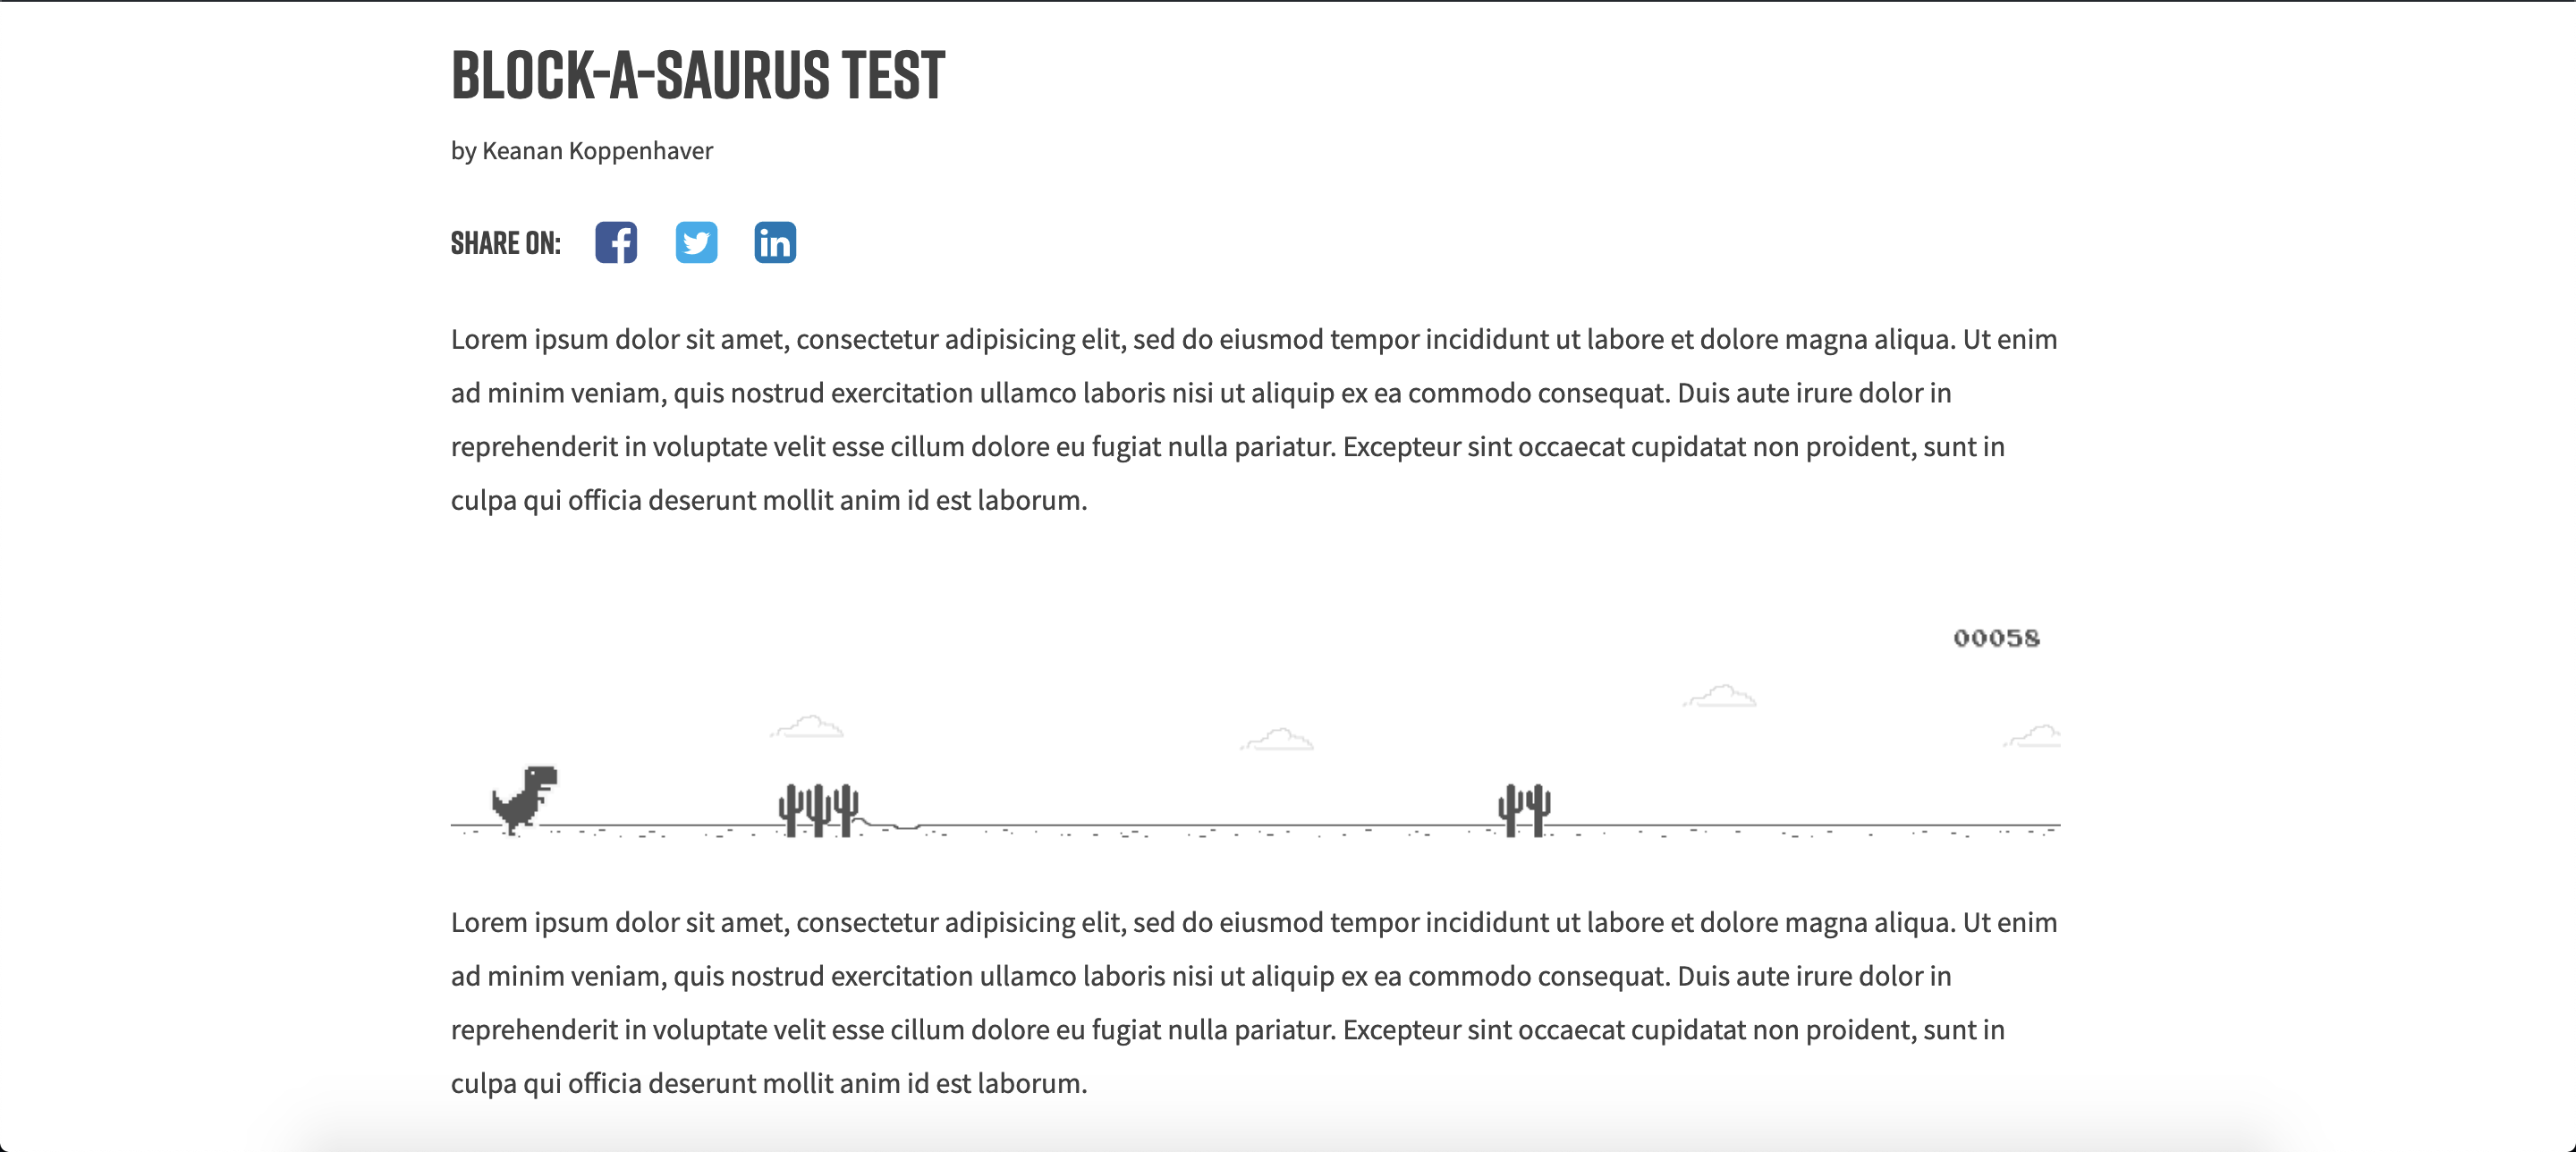 BLOCK-A-SAURUS TEST
by Keanan Koppenhaver
SHARE ON:
Lorem ipsum dolor sit amet, consectetur adipisicing elit, sed do eiusmod tempor incididunt ut labore et dolore magna aliqua. Ut enim
ad minim veniam, quis nostrud exercitation ullamco laboris nisi ut aliquip ex ea commodo consequat. Duis aute irure dolor in
reprehenderit in voluptate velit esse cillum dolore eu fugiat nulla pariatur. Excepteur sint occaecat cupidatat non proident, sunt in
culpa qui officia deserunt mollit anim id est laborum.
00058
Lorem ipsum dolor sit amet, consectetur adipisicing elit, sed do eiusmod tempor incididunt ut labore et dolore magna aliqua. Ut enim
ad minim veniam, quis nostrud exercitation ullamco laboris nisi ut aliquip ex ea commodo consequat. Duis aute irure dolor in
reprehenderit in voluptate velit esse cillum dolore eu fugiat nulla pariatur. Excepteur sint occaecat cupidatat non proident, sunt in
culpa qui officia deserunt mollit anim id est laborum.